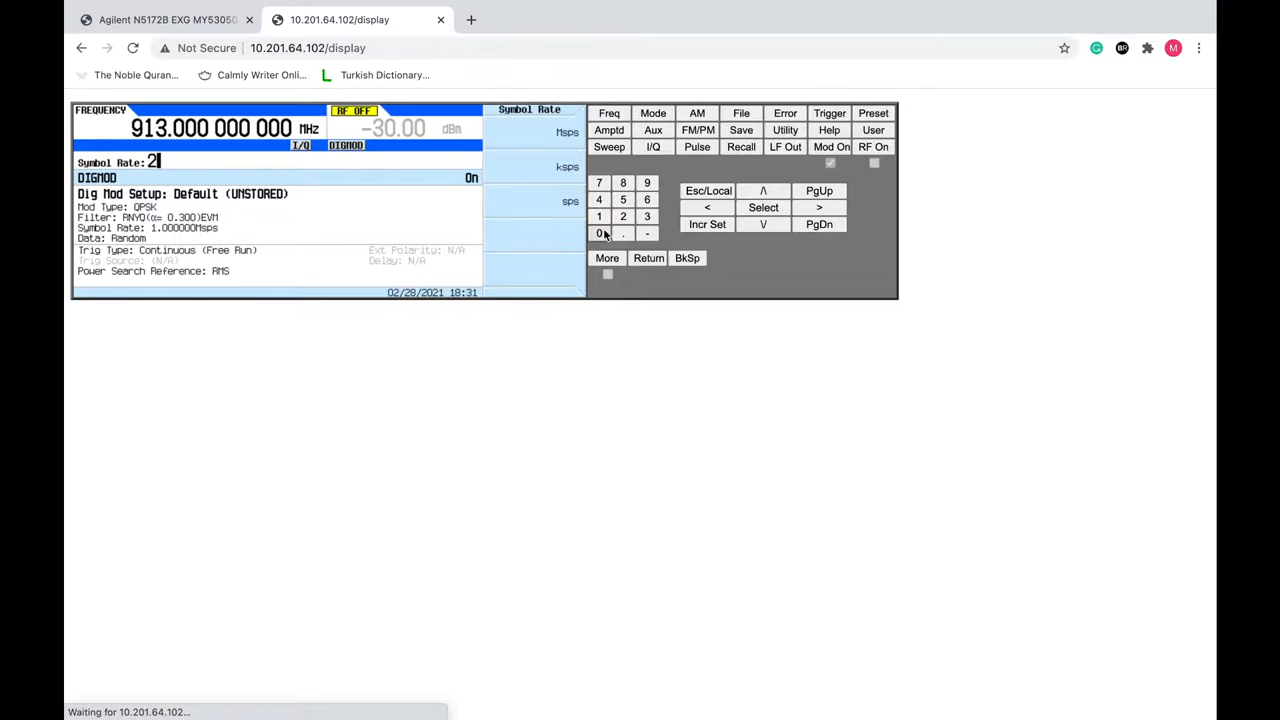 Agilent N5172B EXG MY53050
10.201.64.102/display
Not Secure
10.201.64.102/display
M
The Noble Quran...
Calmly Writer Onli...
Turkish Dictionary...
FREQUENCY
RF OFF
913.000 000 000 MHz
-30.00 dBm
I/Q
DIGMOD
Symbol Rate: 2
DIGMOD
On
Dig Mod Setup: Default (UNSTORED)
Mod Type: QPSK
Filter: RNYQ(α= 0.300)EVM
Symbol Rate: 1.000000Msps
Data: Random
Trig Type: Continuous (Free Run)
Ext Polarity: N/A
Trig Source: (N/A)
Delay: N/A
Power Search Reference: RMS
02/28/2021 18:31
Symbol Rate
Msps
ksps
sps
Freq Mode AM File Error Trigger Preset
Amptd Aux FM/PM Save Utility Help User
Sweep I/Q Pulse Recall LF Out Mod On RF On
7 8 9
4 5 6
1 2 3
0 . -
Esc/Local /\ PgUp
< Select >
Incr Set \/ PgDn
More Return BkSp
Waiting for 10.201.64.102...